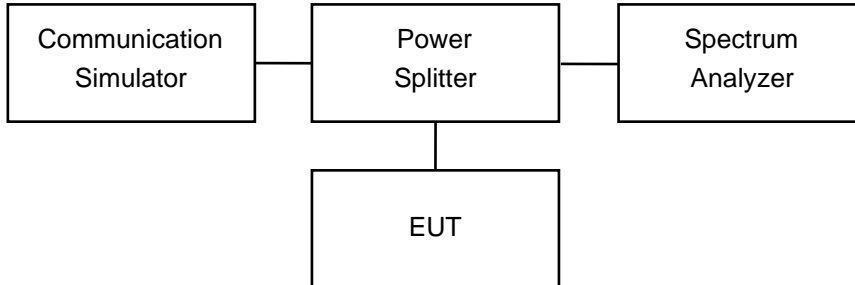 Communication
Simulator
Power
Splitter
Spectrum
Analyzer
EUT